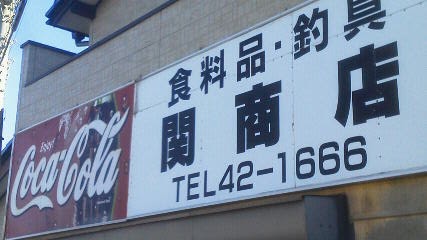 Enjoy
Coca-Cola
食料品・釣具
関商店
TEL42-1666